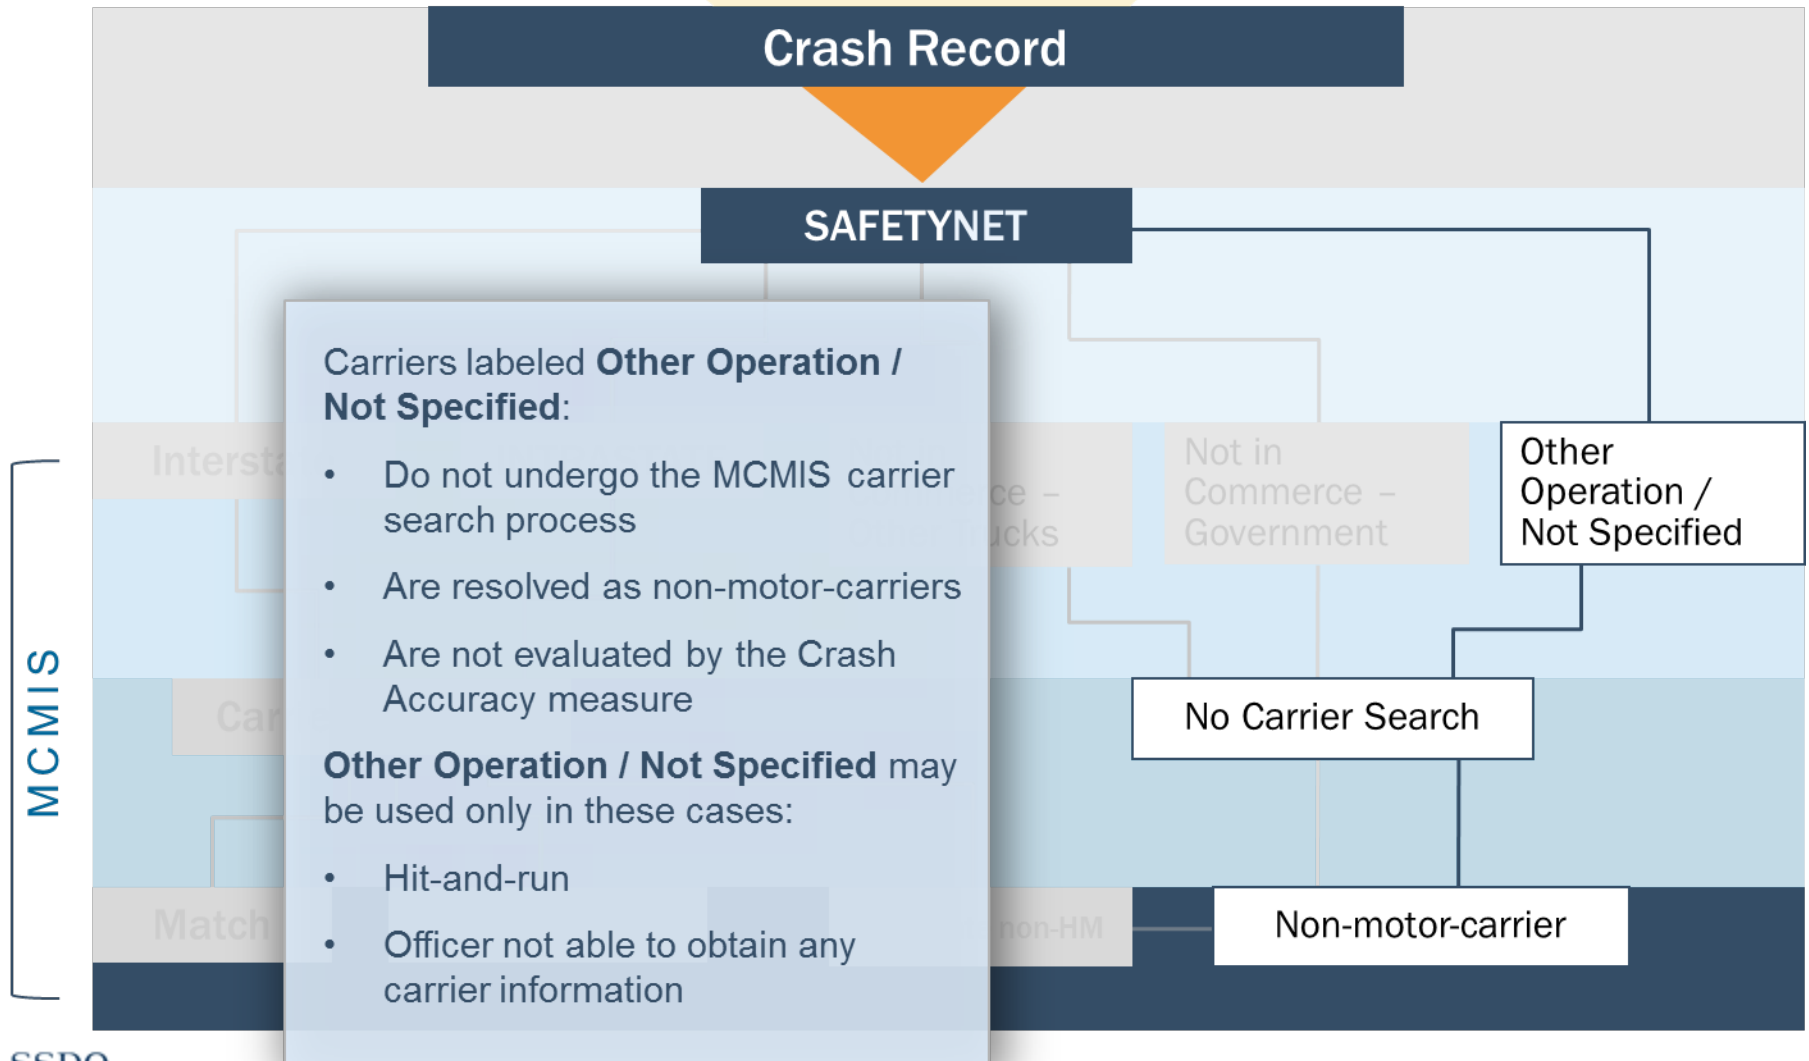 Crash Record
SAFETYNET
Carriers labeled Other Operation /
Not Specified:
• Do not undergo the MCMIS carrier
search process
• Are resolved as non-motor-carriers
• Are not evaluated by the Crash
Accuracy measure
Other Operation / Not Specified may
be used only in these cases:
• Hit-and-run
• Officer not able to obtain any
carrier information
Not in
Commerce –
Government
Other
Operation /
Not Specified
No Carrier Search
Match
non-HM
Non-motor-carrier
MCMIS